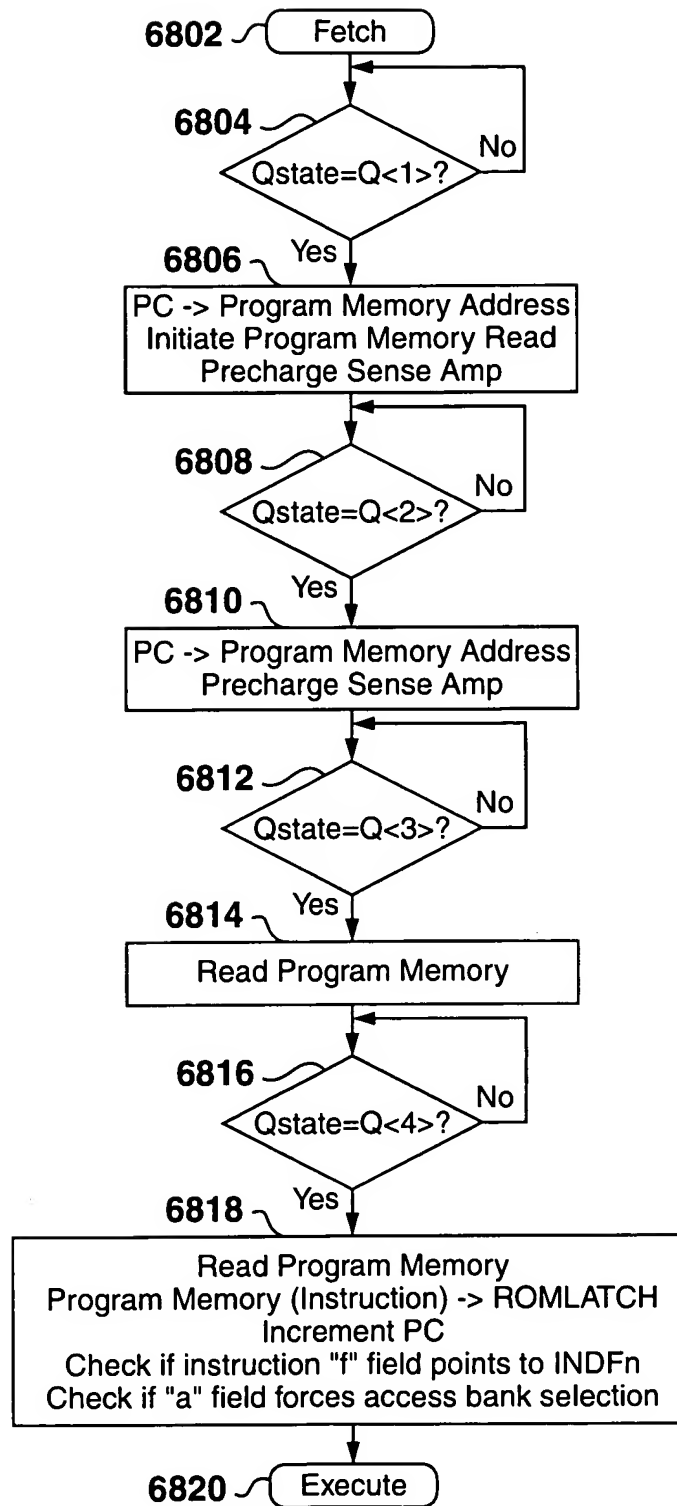 6802 Fetch
6804
Qstate=Q<1>? No
Yes
6806
PC -> Program Memory Address
Initiate Program Memory Read
Precharge Sense Amp
6808
No
Qstate=Q<2>?
Yes
6810
PC -> Program Memory Address
Precharge Sense Amp
6812
No
Qstate=Q<3>?
Yes
6814
Read Program Memory
6816
No
Qstate=Q<4>?
Yes
6818
Read Program Memory
Program Memory (Instruction) -> ROMLATCH
Increment PC
Check if instruction "f" field points to INDFn
Check if "a" field forces access bank selection
6820 Execute